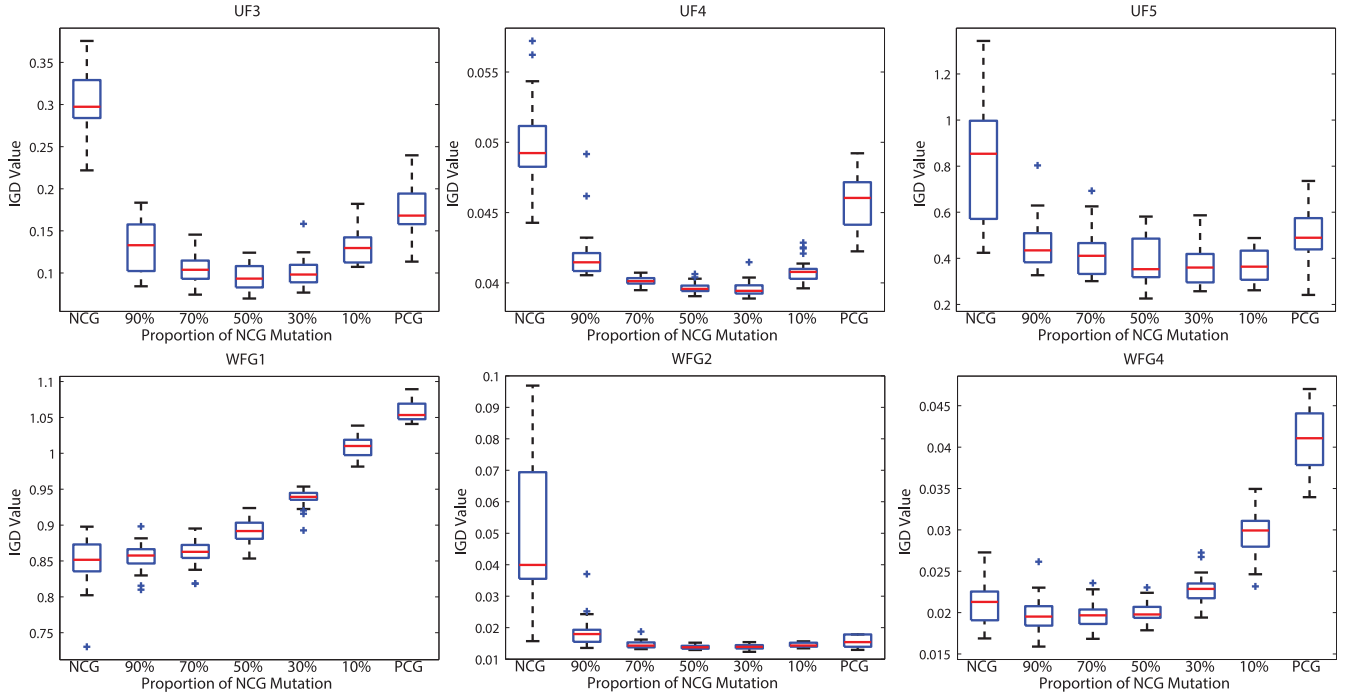 UF3
IGD Value
0.35
0.3
0.25
0.2
0.15
0.1
NCG 90% 70% 50% 30% 10% PCG
Proportion of NCG Mutation
UF4
IGD Value
0.055
0.05
0.045
0.04
NCG 90% 70% 50% 30% 10% PCG
Proportion of NCG Mutation
UF5
IGD Value
1.2
1
0.8
0.6
0.4
0.2
NCG 90% 70% 50% 30% 10% PCG
Proportion of NCG Mutation
WFG1
IGD Value
1.1
1.05
1
0.95
0.9
0.85
0.8
0.75
NCG 90% 70% 50% 30% 10% PCG
Proportion of NCG Mutation
WFG2
IGD Value
0.1
0.09
0.08
0.07
0.06
0.05
0.04
0.03
0.02
0.01
NCG 90% 70% 50% 30% 10% PCG
Proportion of NCG Mutation
WFG4
IGD Value
0.045
0.04
0.035
0.03
0.025
0.02
0.015
NCG 90% 70% 50% 30% 10% PCG
Proportion of NCG Mutation